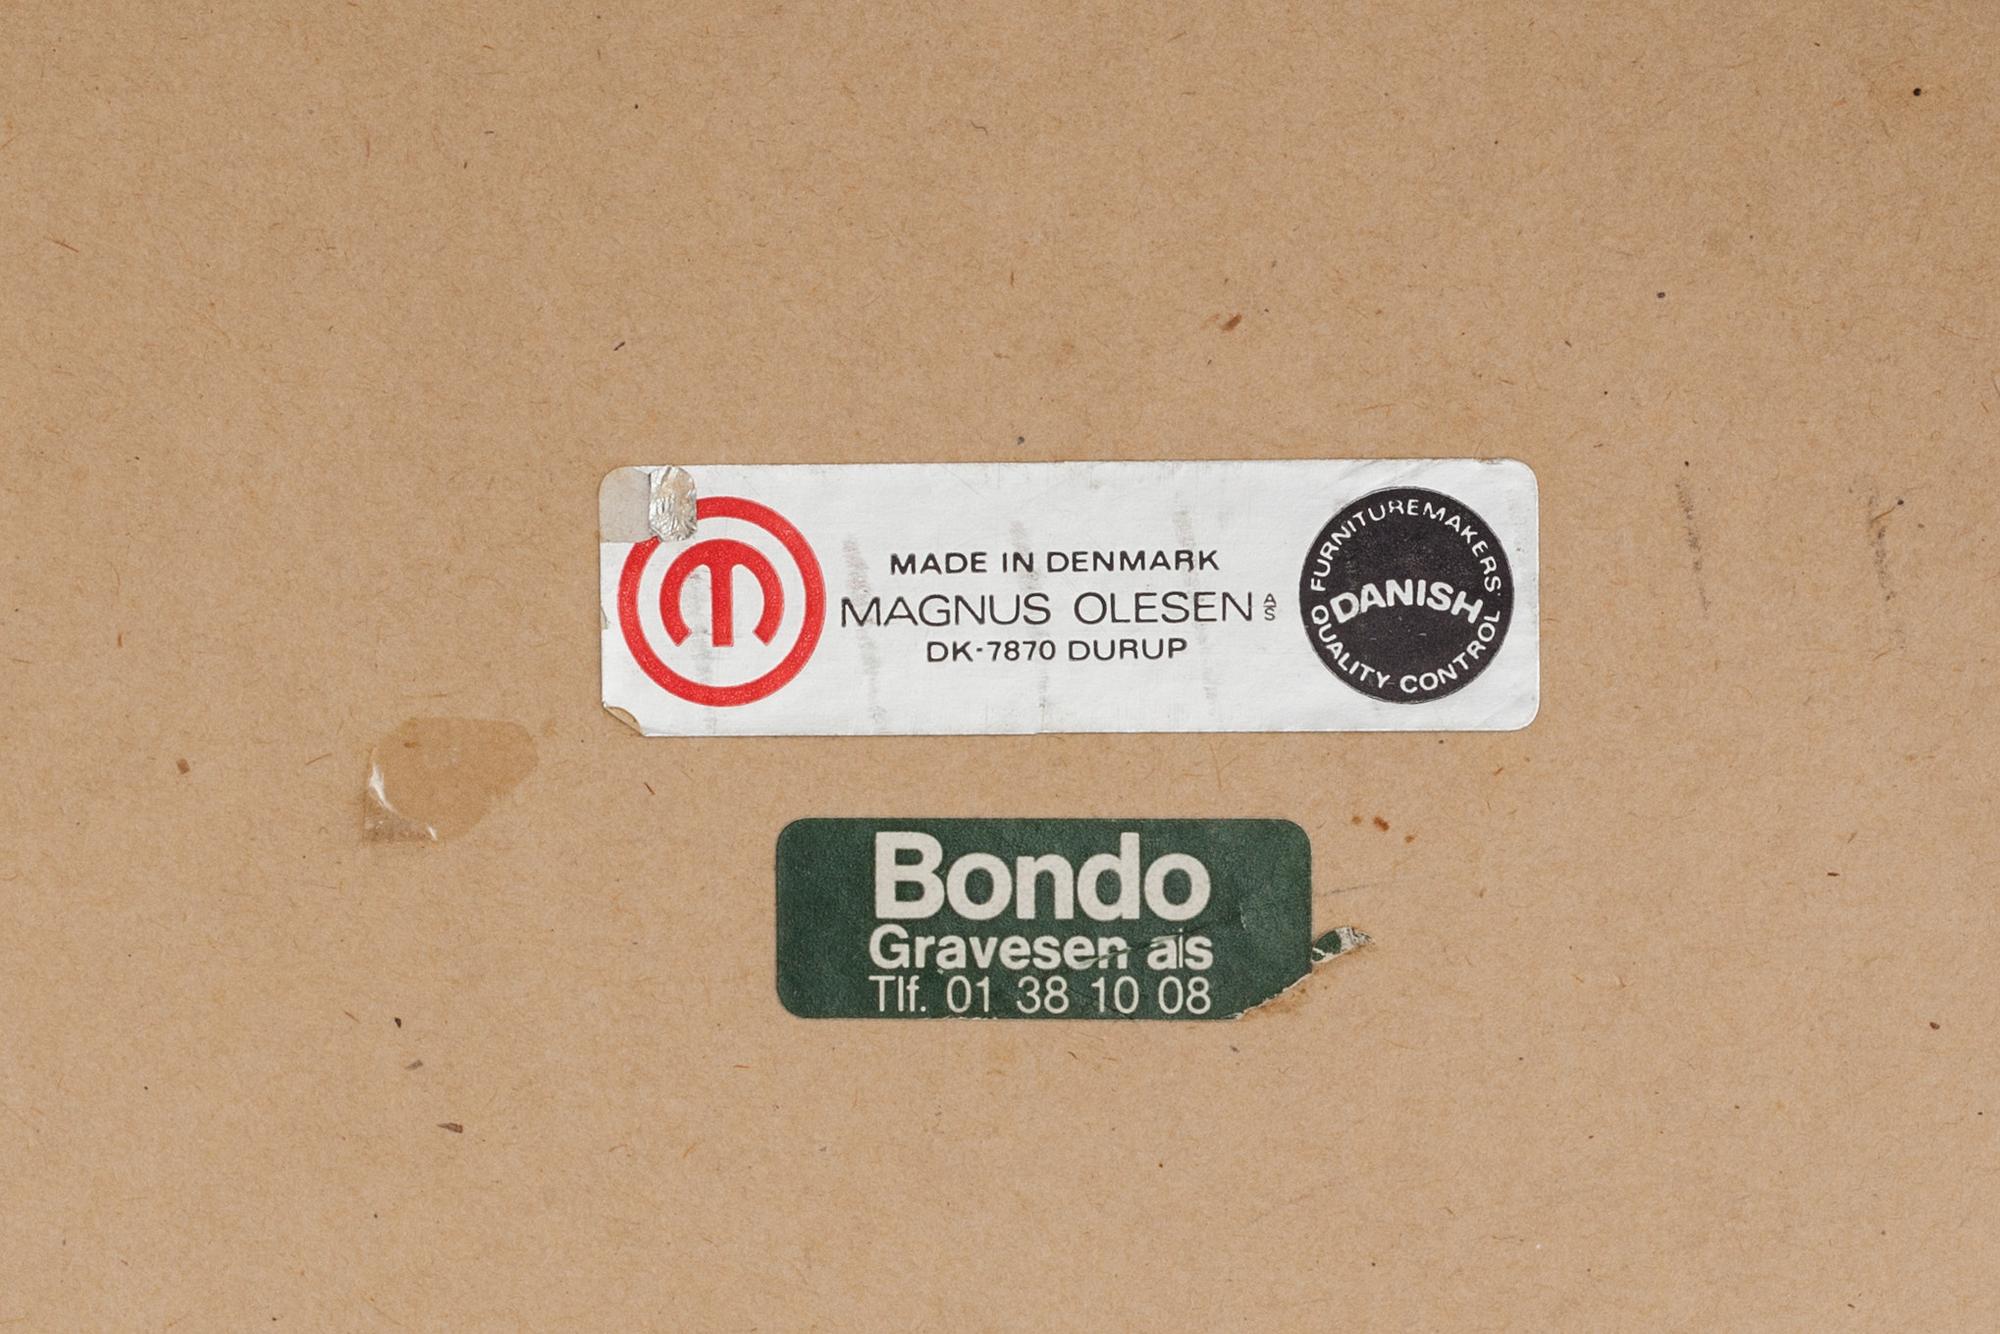 MADE IN DENMARK
MAGNUS OLESEN A/S
DK-7870 DURUP
FURNITUREMAKERS
DANISH
QUALITY CONTROL
Bondo
Gravesen a/s
Tlf. 01 38 10 08